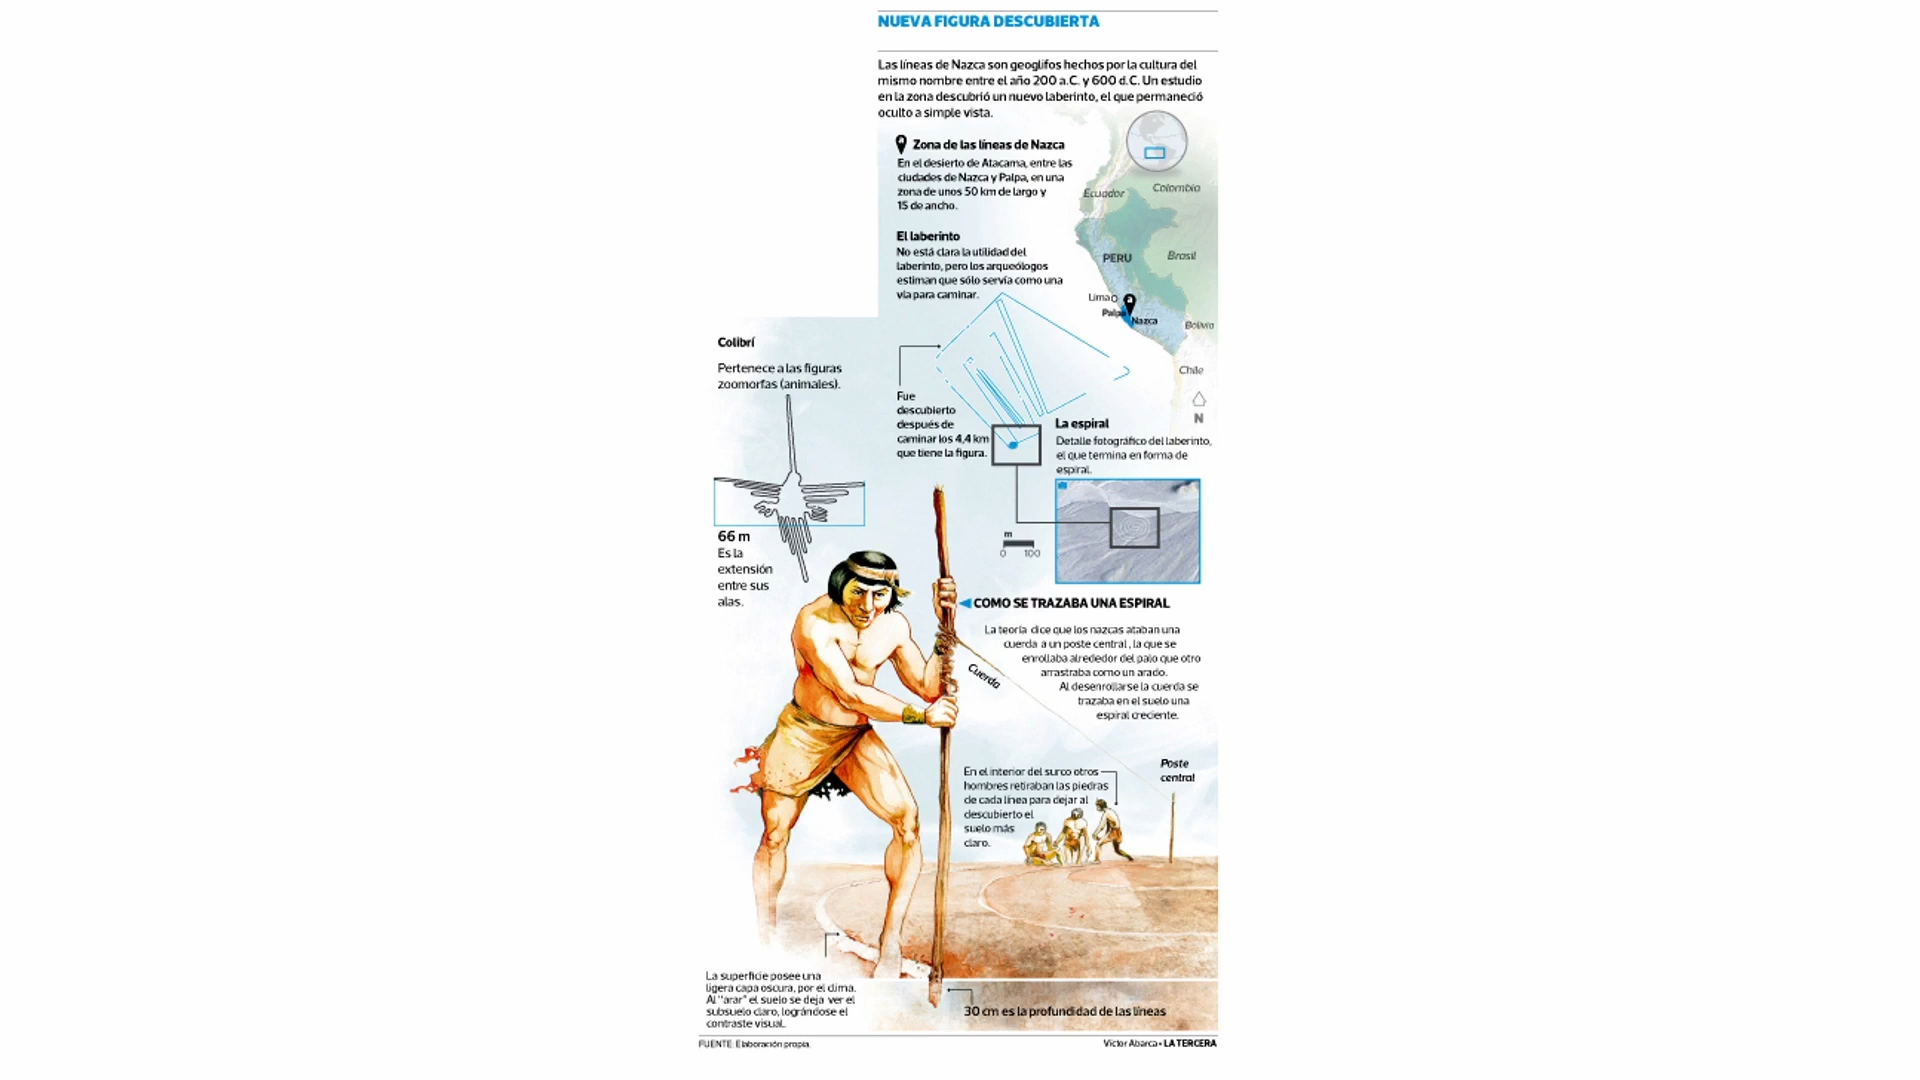 NUEVA FIGURA DESCUBIERTA
Las líneas de Nazca son geoglifos hechos por la cultura del
mismo nombre entre el año 200 a.C. y 600 d.C. Un estudio
en la zona descubrió un nuevo laberinto, el que permaneció
oculto a simple vista.
a Zona de las líneas de Nazca
En el desierto de Atacama, entre las
ciudades de Nazca y Palpa, en una
zona de unos 50 km de largo y
15 de ancho.
El laberinto
No está clara la utilidad del
laberinto, pero los arqueólogos
estiman que sólo servía como una
vía para caminar.
Ecuador
Colombia
PERU
Brasil
Lima
a
Palpa
Nazca
Bolivia
Chile
N
Colibrí
Pertenece a las figuras
zoomorfas (animales).
66 m
Es la
extensión
entre sus
alas.
Fue
descubierto
después de
caminar los 4,4 km
que tiene la figura.
La espiral
Detalle fotográfico del laberinto,
el que termina en forma de
espiral.
m
0 100
COMO SE TRAZABA UNA ESPIRAL
La teoría dice que los nazcas ataban una
cuerda a un poste central, la que se
enrollaba alrededor del palo que otro
arrastraba como un arado.
Al desenrollarse la cuerda se
trazaba en el suelo una
espiral creciente.
Cuerda
Poste
central
En el interior del surco otros
hombres retiraban las piedras
de cada línea para dejar al
descubierto el
suelo más
claro.
La superficie posee una
ligera capa oscura, por el clima.
Al "arar" el suelo se deja ver el
subsuelo claro, lográndose el
contraste visual.
30 cm es la profundidad de las líneas
FUENTE: Elaboración propia.
Víctor Abarca • LA TERCERA